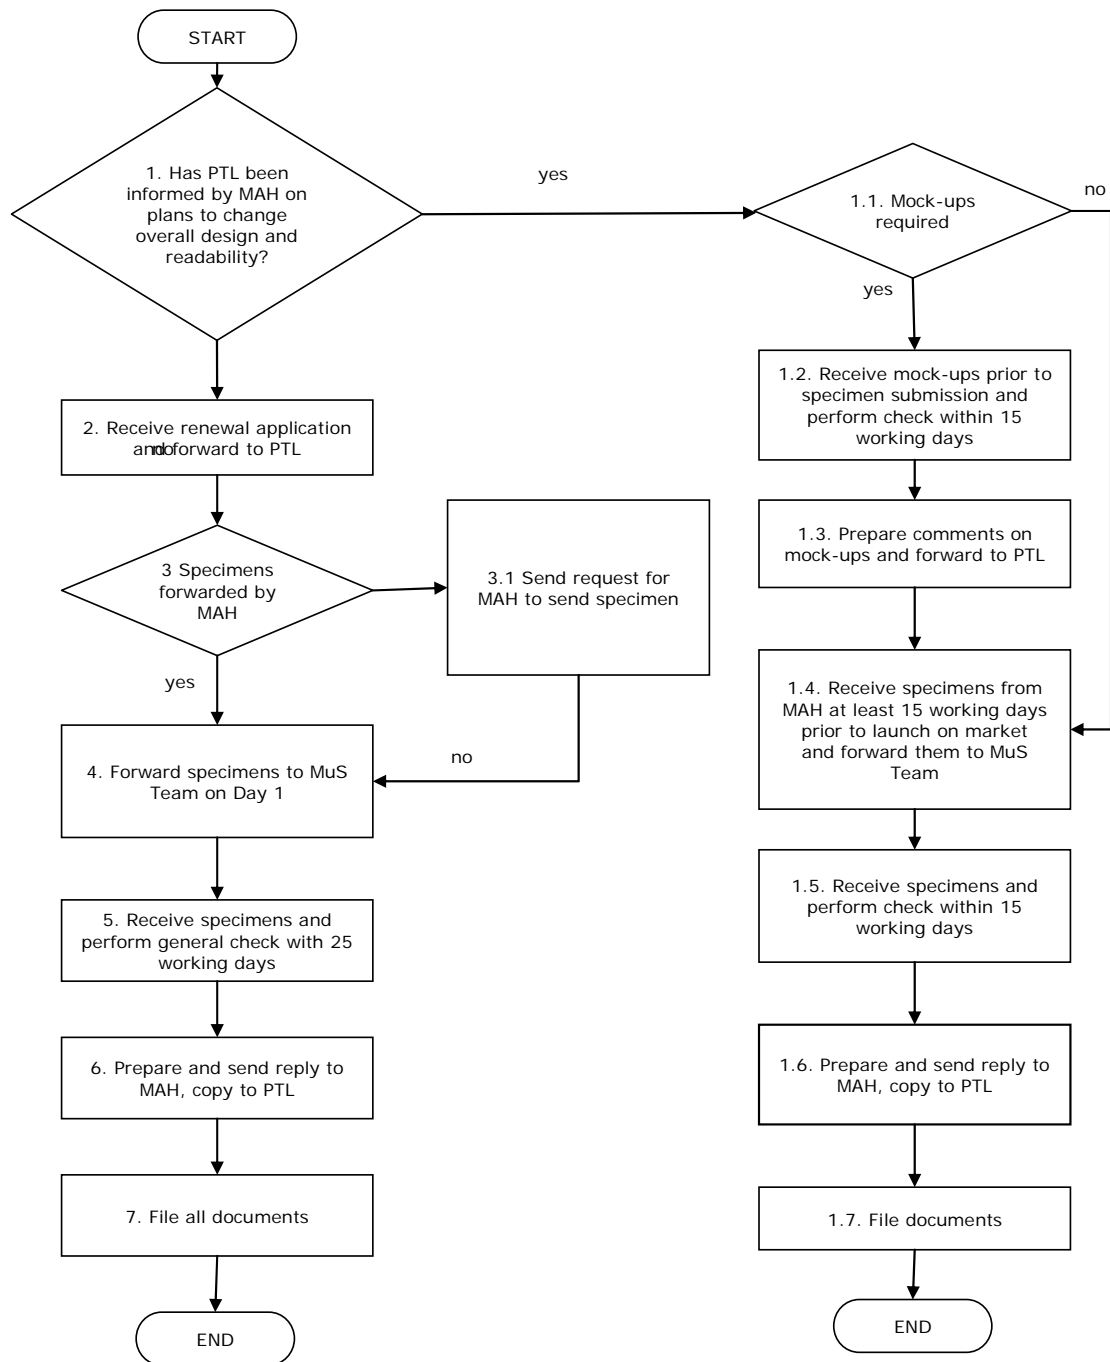 START
1. Has PTL been
informed by MAH on
plans to change
overall design and
readability?
yes
1.1. Mock-ups
required
no
yes
1.2. Receive mock-ups prior to
specimen submission and
perform check within 15
working days
2. Receive renewal application
and forward to PTL
no
1.3. Prepare comments on
mock-ups and forward to PTL
3 Specimens
forwarded by
MAH
3.1 Send request for
MAH to send specimen
yes
1.4. Receive specimens from
MAH at least 15 working days
prior to launch on market
and forward them to MuS
Team
no
4. Forward specimens to MuS
Team on Day 1
1.5. Receive specimens and
perform check within 15
working days
5. Receive specimens and
perform general check with 25
working days
6. Prepare and send reply to
MAH, copy to PTL
1.6. Prepare and send reply to
MAH, copy to PTL
7. File all documents
1.7. File documents
END
END